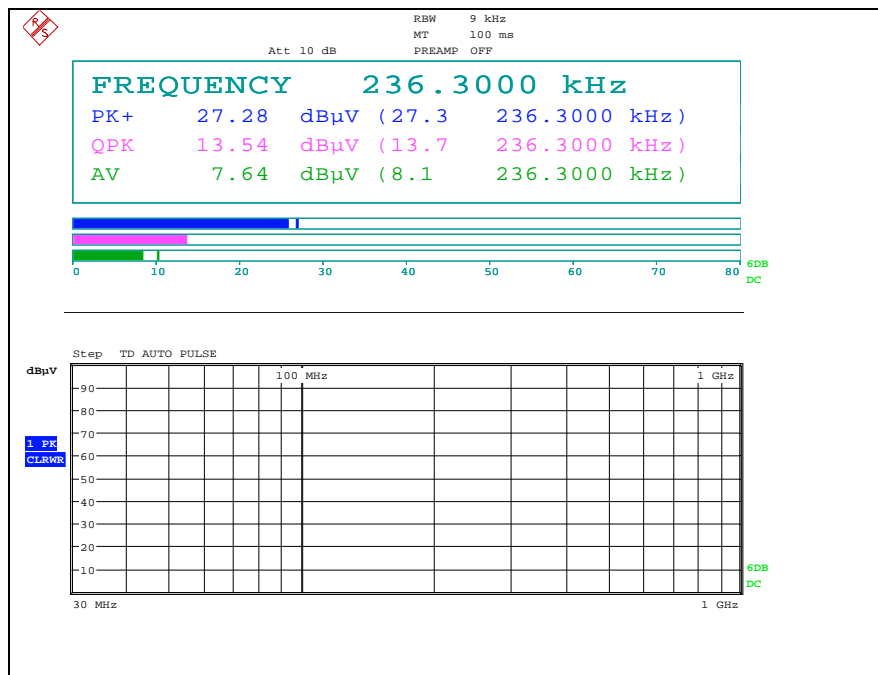 R S
RBW 9 kHz
MT 100 ms
Att 10 dB PREAMP OFF
FREQUENCY 236.3000 kHz
PK+ 27.28 dBµV (27.3 236.3000 kHz)
QPK 13.54 dBµV (13.7 236.3000 kHz)
AV 7.64 dBµV (8.1 236.3000 kHz)
0 10 20 30 40 50 60 70 80
6DB
DC
Step TD AUTO PULSE
dBµV
100 MHz 1 GHz
90
80
70
1 PK
CLRWR
60
50
40
30
20
10
6DB
DC
30 MHz 1 GHz